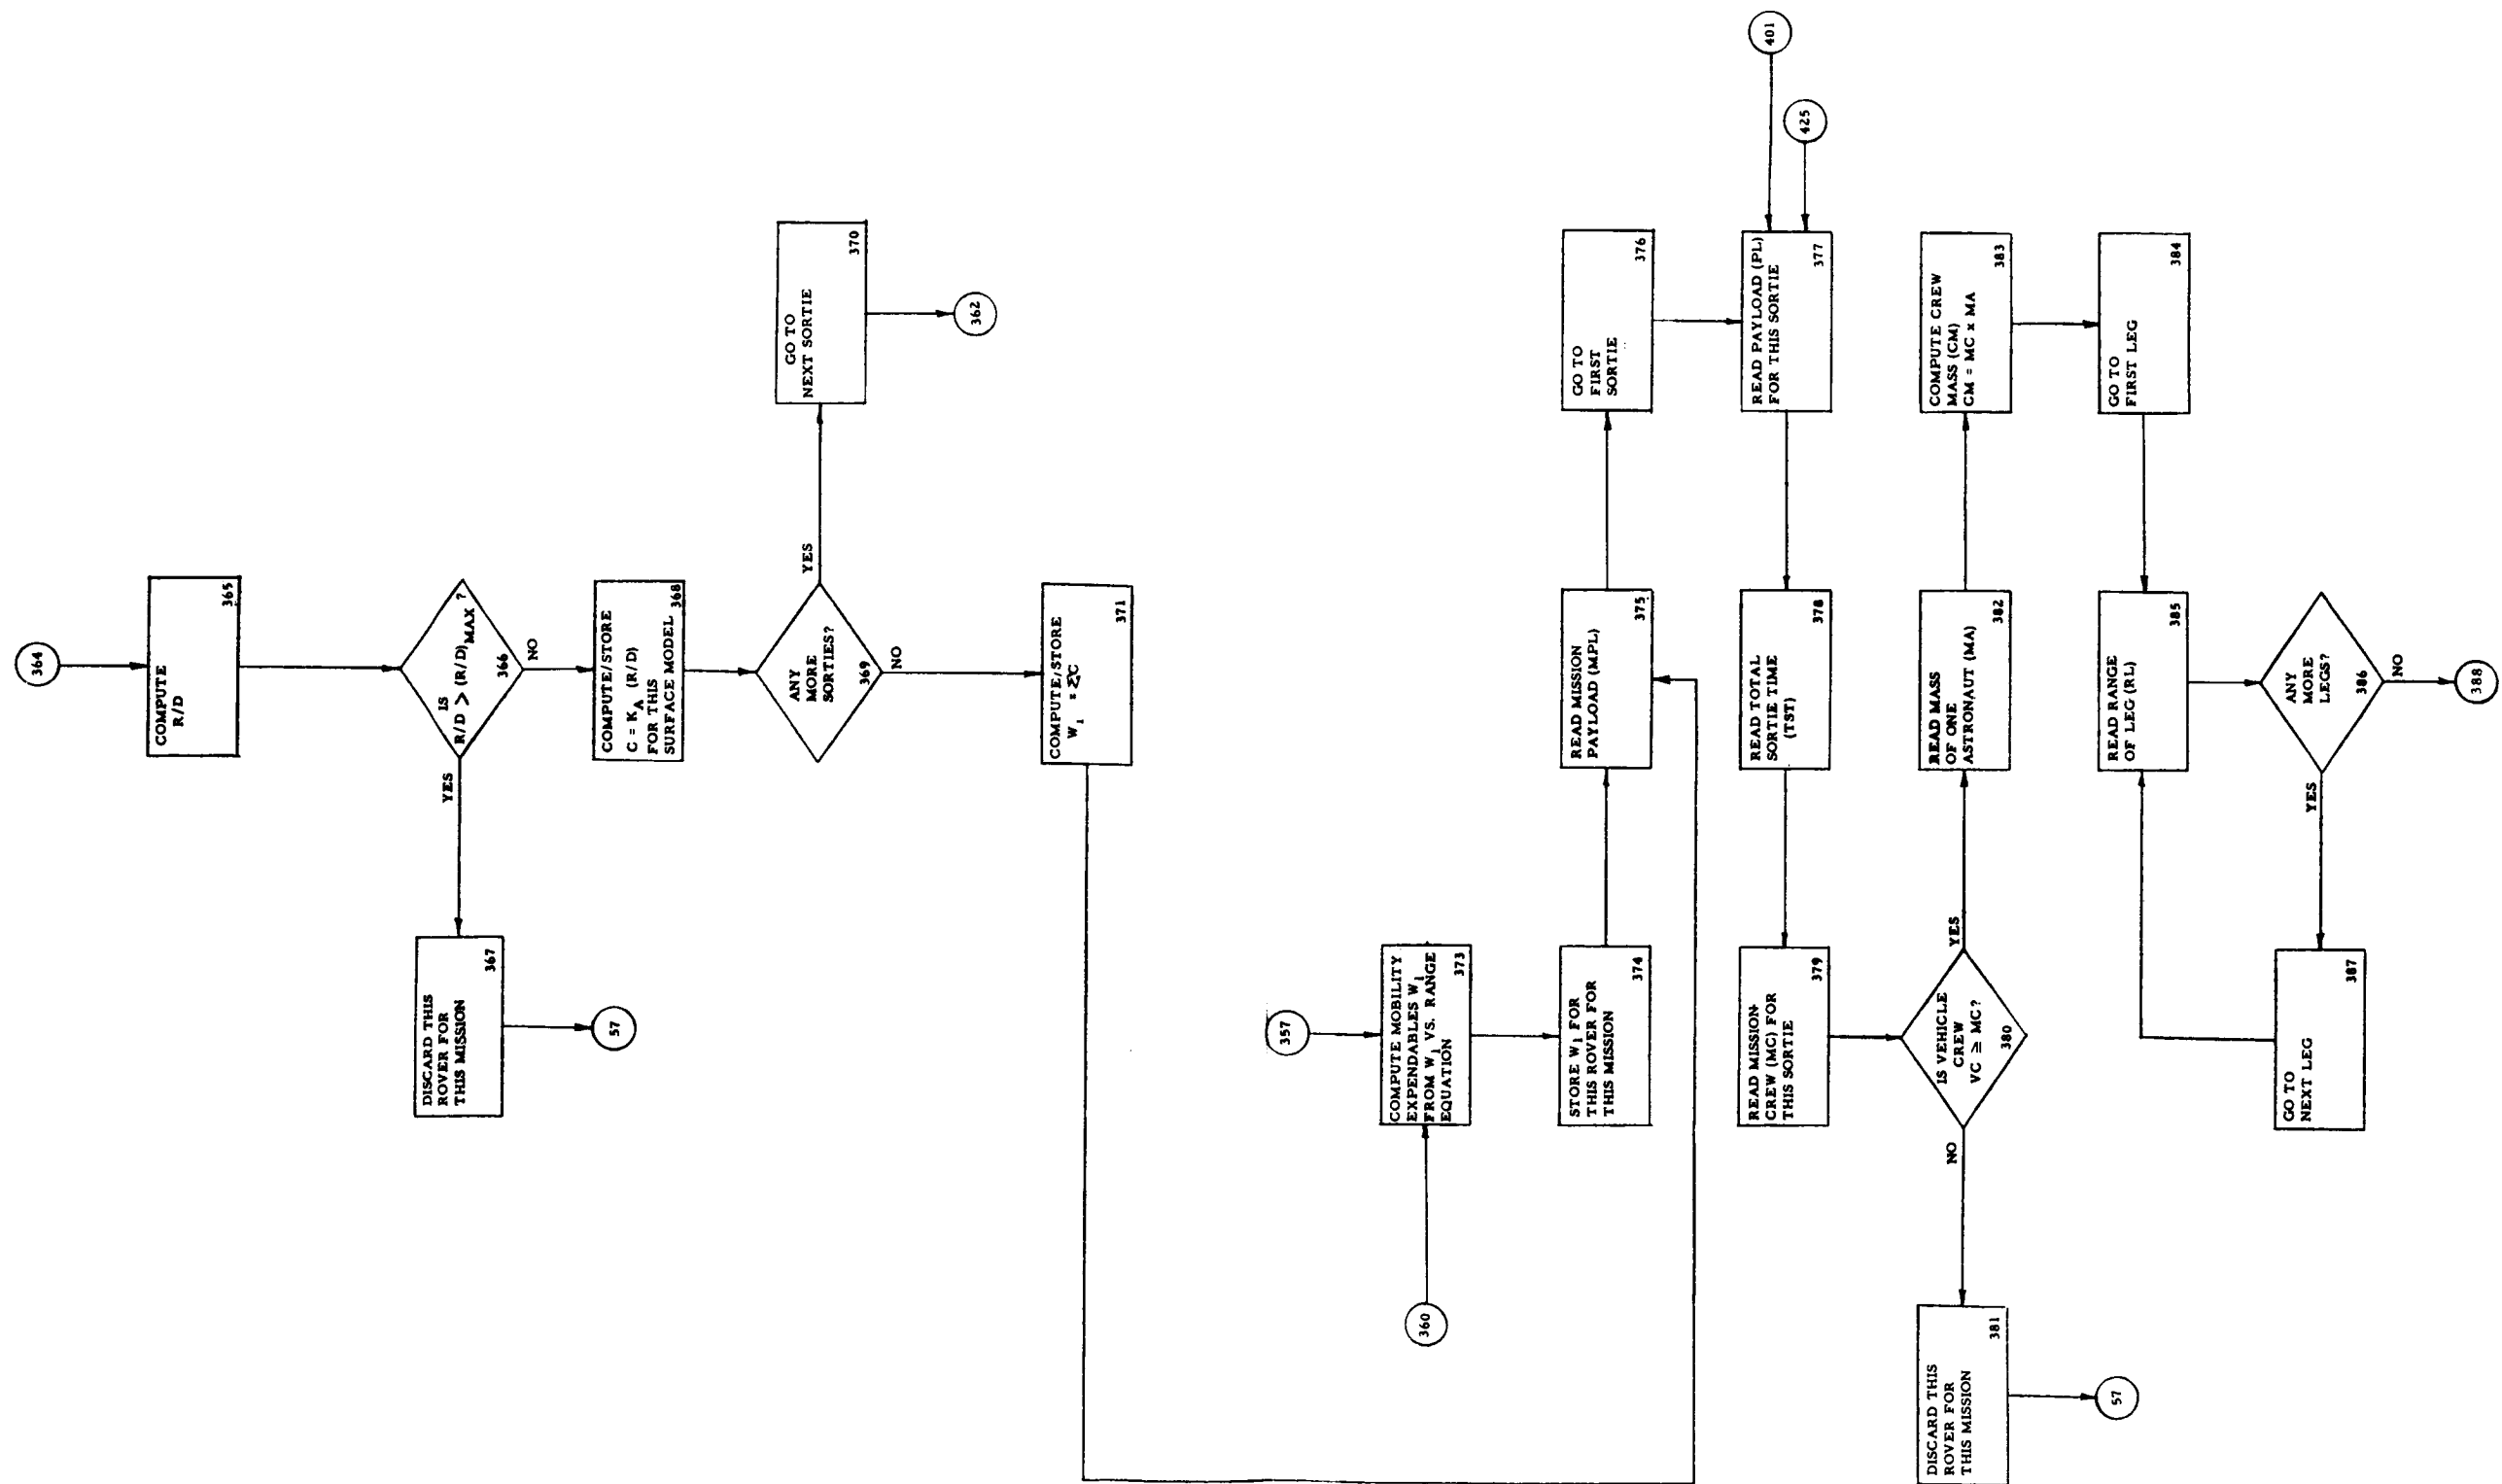 364
COMPUTE
R/D
365
IS
R/D > (R/D)MAX ?
366
YES
NO
DISCARD THIS
ROVER FOR
THIS MISSION
367
57
COMPUTE/STORE
C = KA (R/D)
FOR THIS
SURFACE MODEL
368
ANY
MORE
SORTIES?
369
YES
NO
GO TO
NEXT SORTIE
370
362
COMPUTE/STORE
W1 = ΣC
371
357
360
COMPUTE MOBILITY
EXPENDABLES W1
FROM W1 VS. RANGE
EQUATION
373
STORE W1 FOR
THIS ROVER FOR
THIS MISSION
374
READ MISSION
PAYLOAD (MPL)
375
GO TO
FIRST
SORTIE
376
401
425
READ PAYLOAD (PL)
FOR THIS SORTIE
377
READ TOTAL
SORTIE TIME
(TST)
378
READ MISSION
CREW (MC) FOR
THIS SORTIE
379
IS VEHICLE
CREW
VC ≧ MC?
380
NO
YES
DISCARD THIS
ROVER FOR
THIS MISSION
381
57
READ MASS
OF ONE
ASTRONAUT (MA)
382
COMPUTE CREW
MASS (CM)
CM = MC x MA
383
GO TO
FIRST LEG
384
READ RANGE
OF LEG (RL)
385
ANY
MORE
LEGS?
386
YES
NO
GO TO
NEXT LEG
387
388